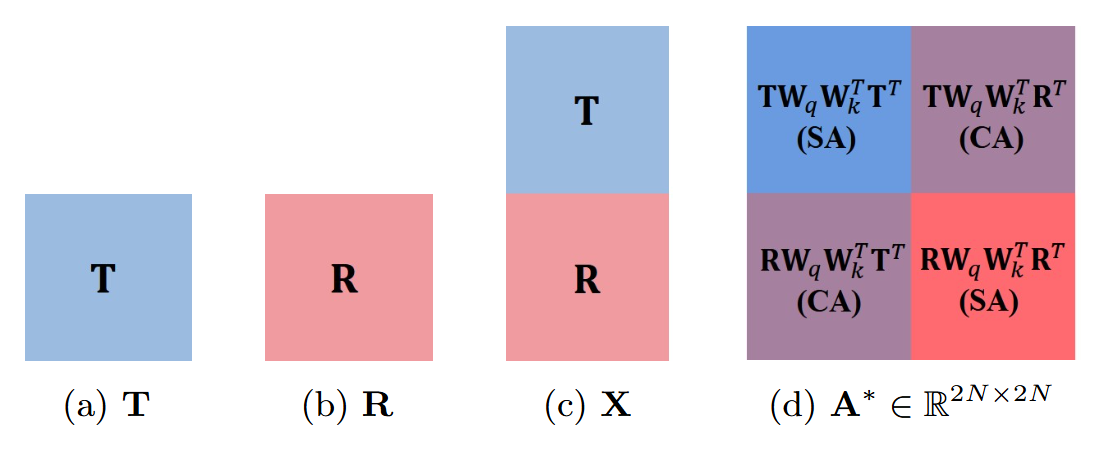 T
R
T
R
𝐓𝐖_q𝐖_k^T𝐓^T
(SA)
𝐓𝐖_q𝐖_k^T𝐑^T
(CA)
𝐑𝐖_q𝐖_k^T𝐓^T
(CA)
𝐑𝐖_q𝐖_k^T𝐑^T
(SA)
(a) T
(b) R
(c) X
(d) A* ∈ ℝ^{2N×2N}